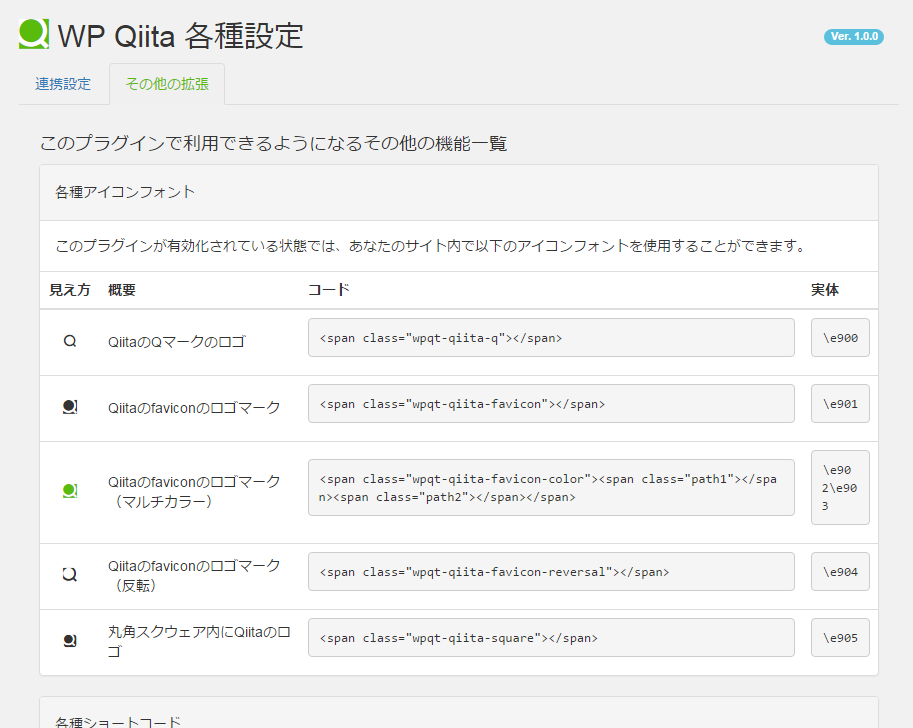 WP Qiita 各種設定
Ver. 1.0.0
連携設定
その他の拡張
このプラグインで利用できるようになるその他の機能一覧
各種アイコンフォント
このプラグインが有効化されている状態では、あなたのサイト内で以下のアイコンフォントを使用することができます。
見え方 概要 コード 実体
QiitaのQマークのロゴ <span class="wpqt-qiita-q"></span> \e900
Qiitaのfaviconのロゴマーク <span class="wpqt-qiita-favicon"></span> \e901
Qiitaのfaviconのロゴマーク
（マルチカラー）
<span class="wpqt-qiita-favicon-color"><span class="path1"></spa
n><span class="path2"></span></span>
\e90
2\e90
3
Qiitaのfaviconのロゴマーク
（反転）
<span class="wpqt-qiita-favicon-reversal"></span>
\e904
丸角スクウェア内にQiitaのロ
ゴ
<span class="wpqt-qiita-square"></span>
\e905
各種ショートコード